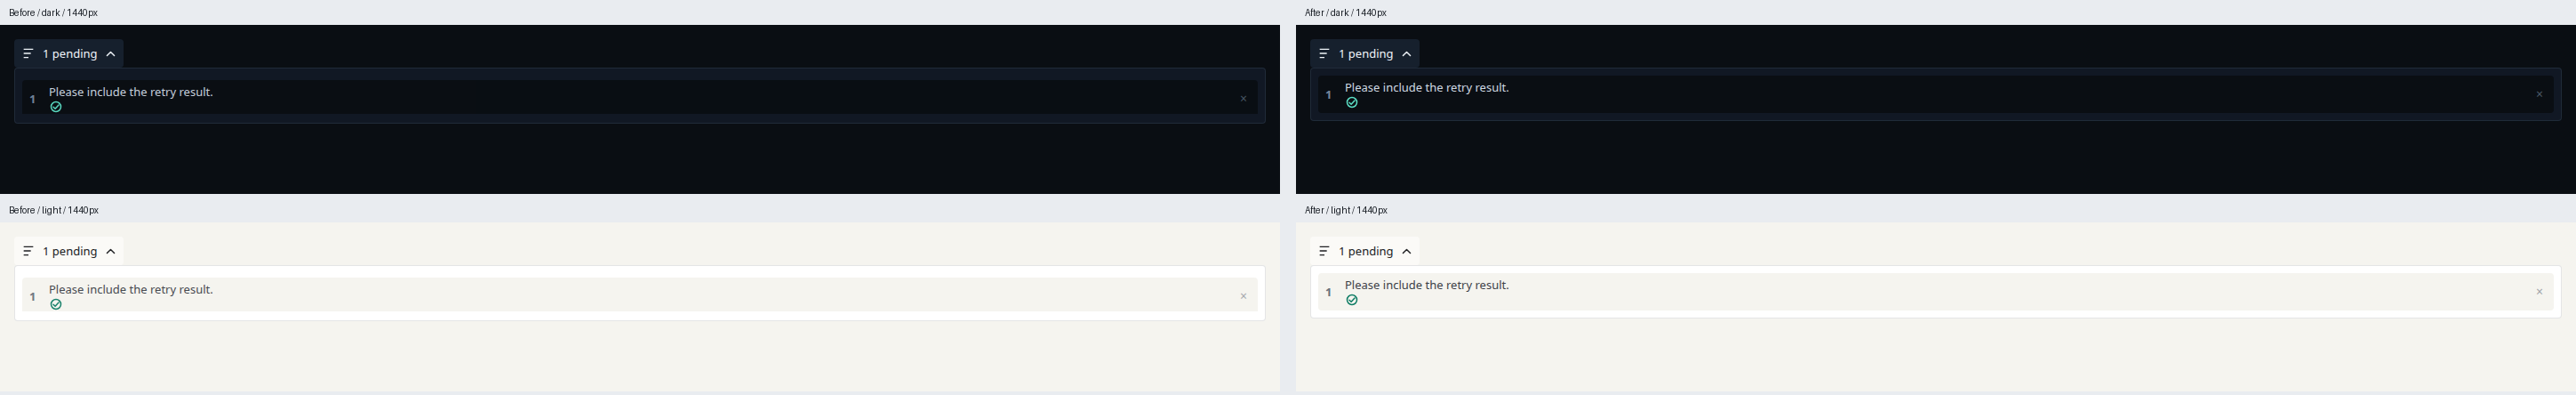 Before / dark / 1440px
1 pending
1 Please include the retry result. ×
After / dark / 1440px
1 pending
1 Please include the retry result. ×
Before / light / 1440px
1 pending
1 Please include the retry result. ×
After / light / 1440px
1 pending
1 Please include the retry result. ×